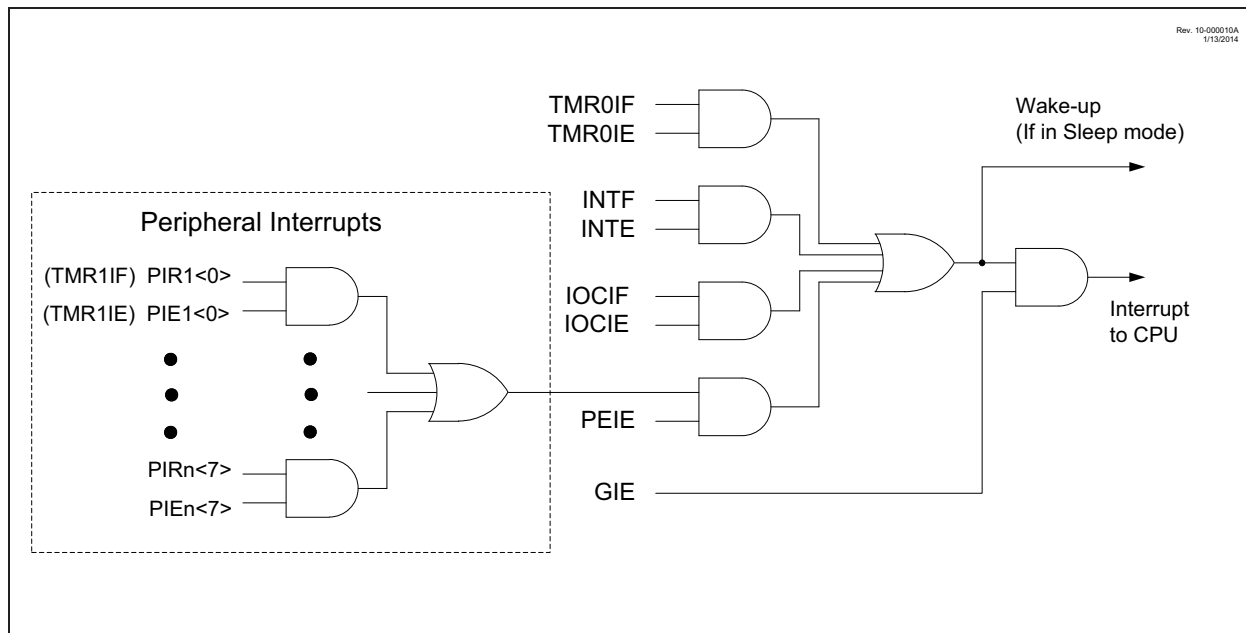 Rev. 10-000010A
1/13/2014
TMR0IF
TMR0IE
Wake-up
(If in Sleep mode)
INTF
INTE
Peripheral Interrupts
(TMR1IF) PIR1<0>
(TMR1IE) PIE1<0>
IOCIF
IOCIE
Interrupt
to CPU
PEIE
PIRn<7>
PIEn<7>
GIE